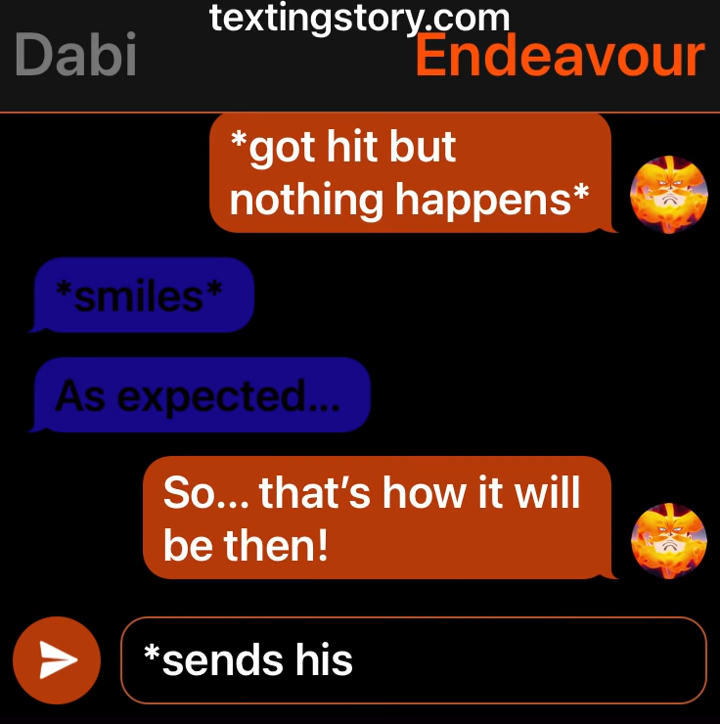 textingstory.com
Dabi
Endeavour
*got hit but
nothing happens*
*smiles*
As expected...
So... that’s how it will
be then!
*sends his